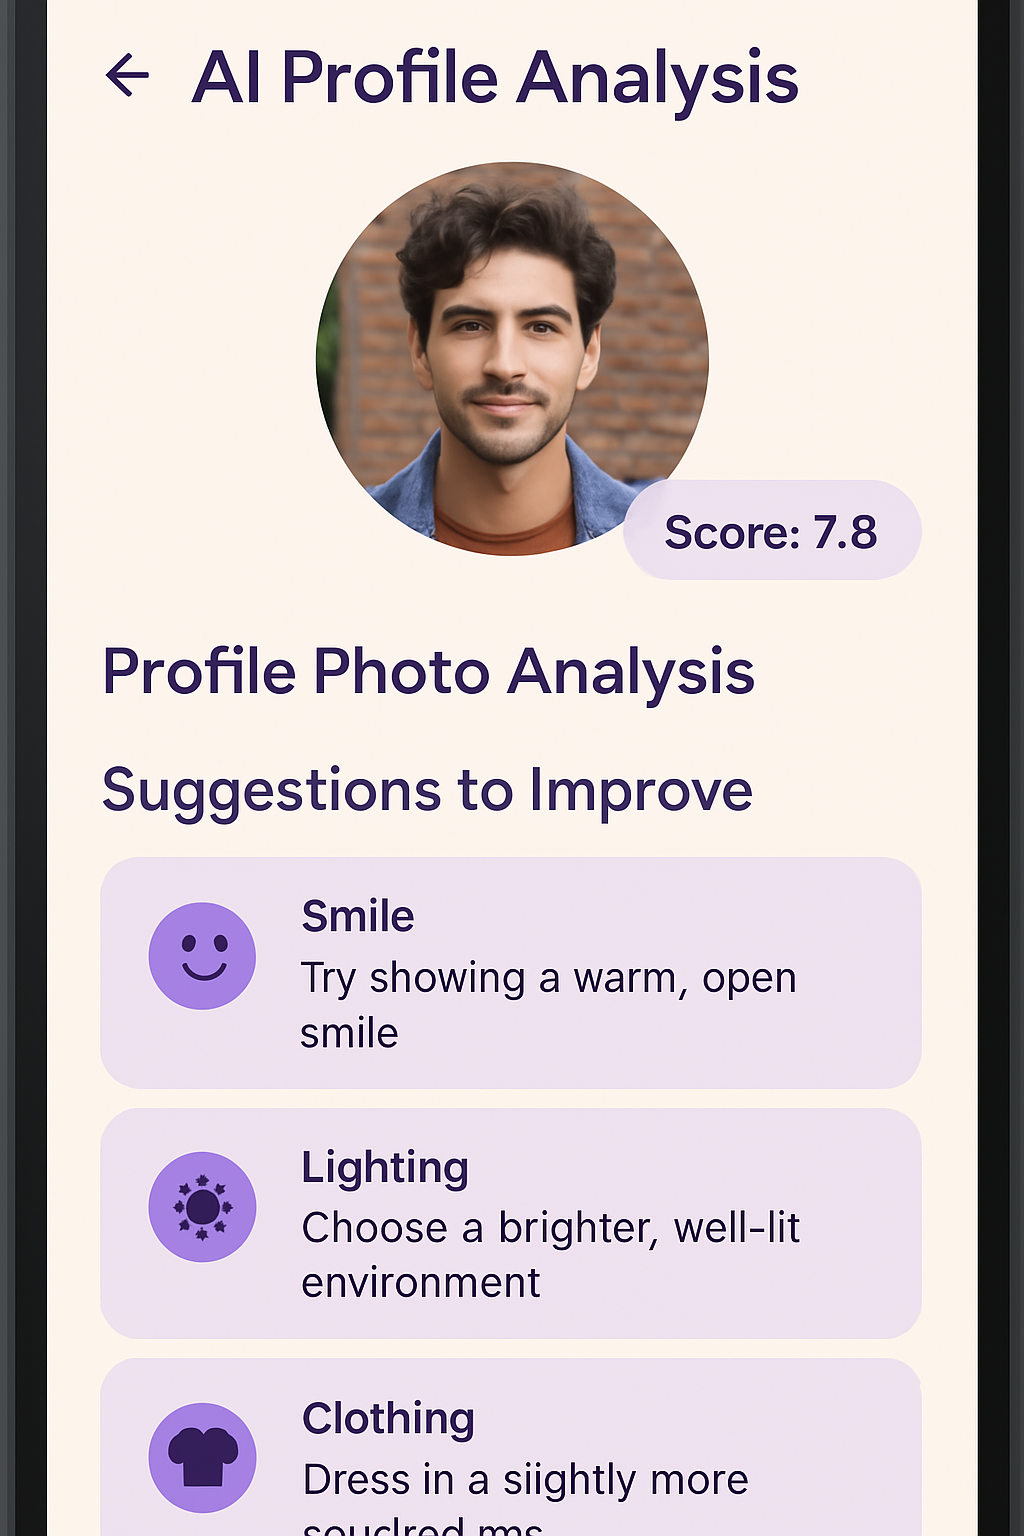 AI Profile Analysis
Score: 7.8
Profile Photo Analysis
Suggestions to Improve
Smile
Try showing a warm, open
smile
Lighting
Choose a brighter, well-lit
environment
Clothing
Dress in a siightly more